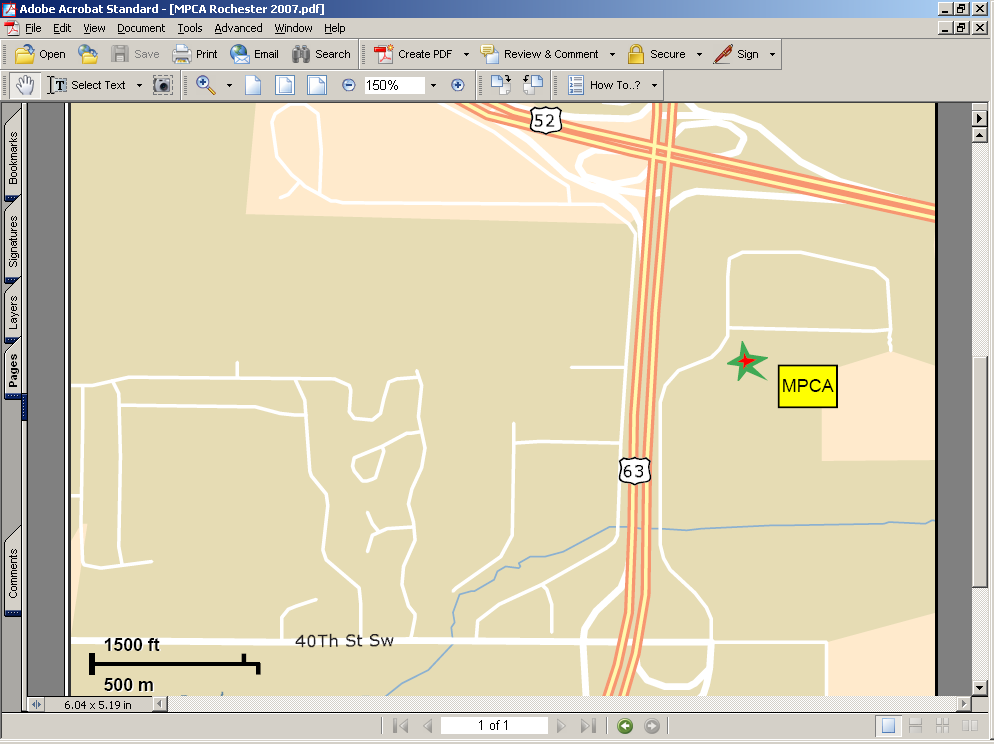 Adobe Acrobat Standard - [MPCA Rochester 2007.pdf]
File Edit View Document Tools Advanced Window Help
Open Save Print Email Search Create PDF Review & Comment Secure Sign
Select Text 150% How To..?
Bookmarks
Signatures
Layers
Pages
Comments
52
MPCA
63
40Th St Sw
1500 ft
500 m
6.04 x 5.19 in
1 of 1